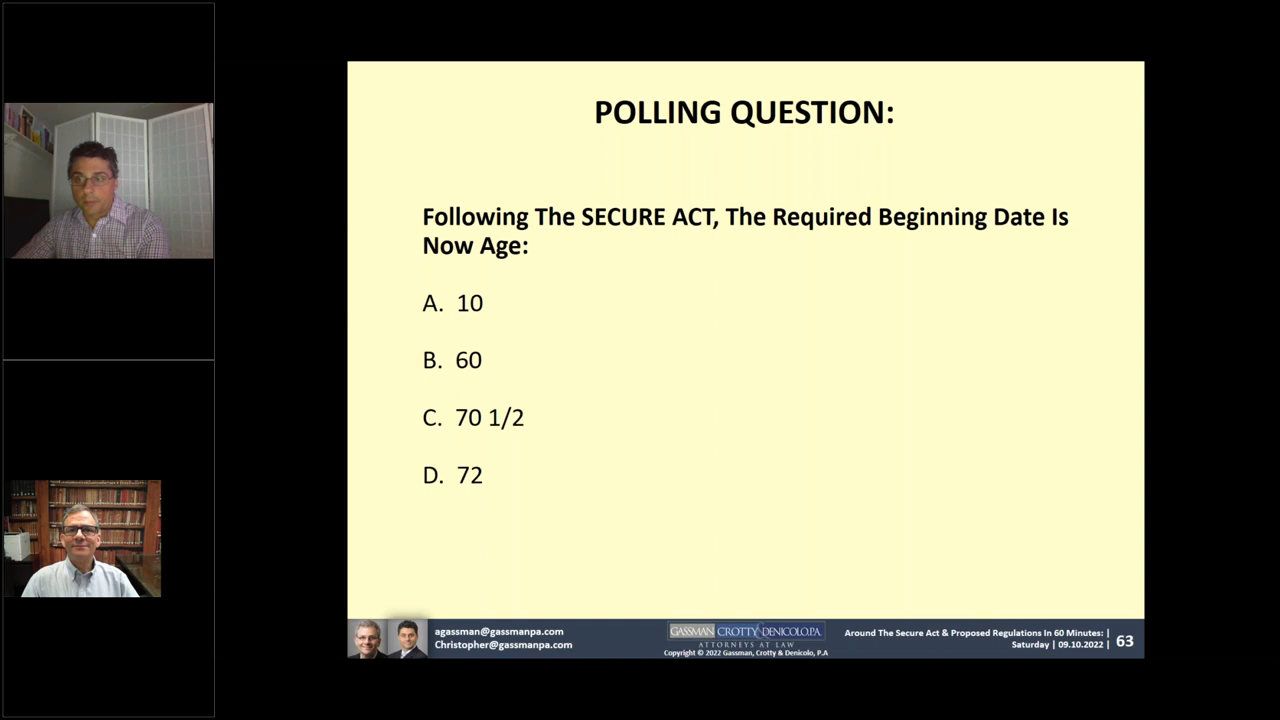 POLLING QUESTION:
Following The SECURE ACT, The Required Beginning Date Is
Now Age:
A. 10
B. 60
C. 70 1/2
D. 72
agassman@gassmanpa.com
Christopher@gassmanpa.com
GASSMAN CROTTY & DENICOLO, P.A.
ATTORNEYS AT LAW
Copyright © 2022 Gassman, Crotty & Denicolo, P.A
Around The Secure Act & Proposed Regulations In 60 Minutes: |
Saturday | 09.10.2022 |
63